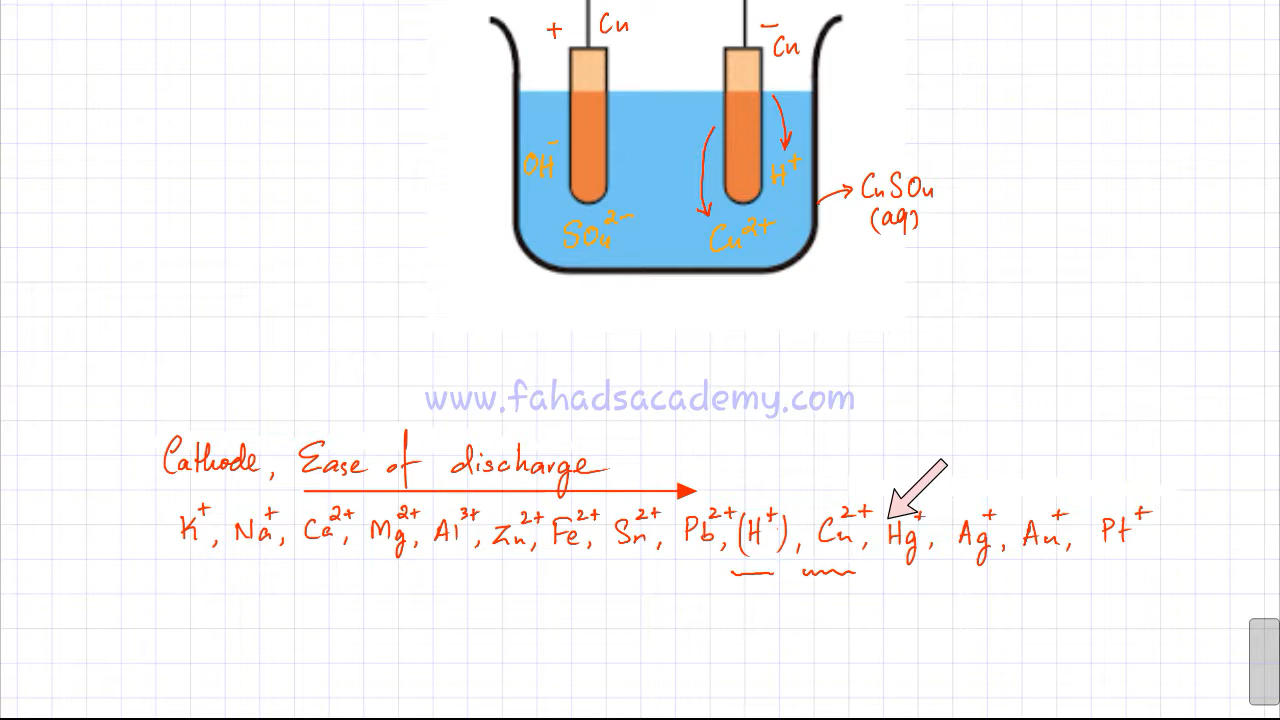 + Cu
− Cu
OH⁻
H⁺
SO₄²⁻
Cu²⁺
CuSO₄
(aq)
www.fahadsacademy.com
Cathode, Ease of discharge
K⁺, Na⁺, Ca²⁺, Mg²⁺, Al³⁺, Zn²⁺, Fe²⁺, Sn²⁺, Pb²⁺, (H⁺), Cu²⁺, Hg⁺, Ag⁺, Au⁺, Pt⁺